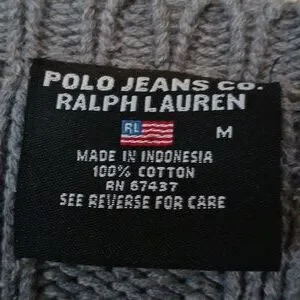 POLO JEANS CO.
RALPH LAUREN
RL
M
MADE IN INDONESIA
100% COTTON
RN 67437
SEE REVERSE FOR CARE